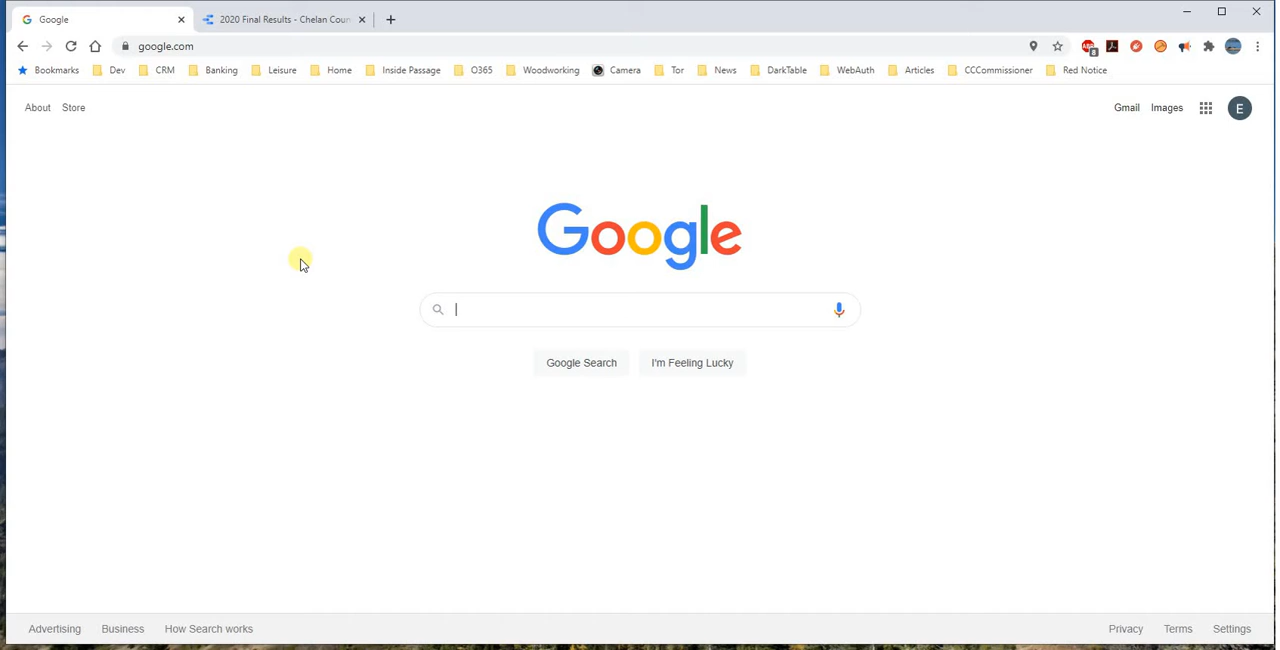 Google
2020 Final Results - Chelan Coun
google.com
8
Bookmarks Dev CRM Banking Leisure Home Inside Passage O365 Woodworking Camera Tor News DarkTable WebAuth Articles CCCommissioner Red Notice
About Store Gmail Images E
Google
Google Search I'm Feeling Lucky
Advertising Business How Search works Privacy Terms Settings